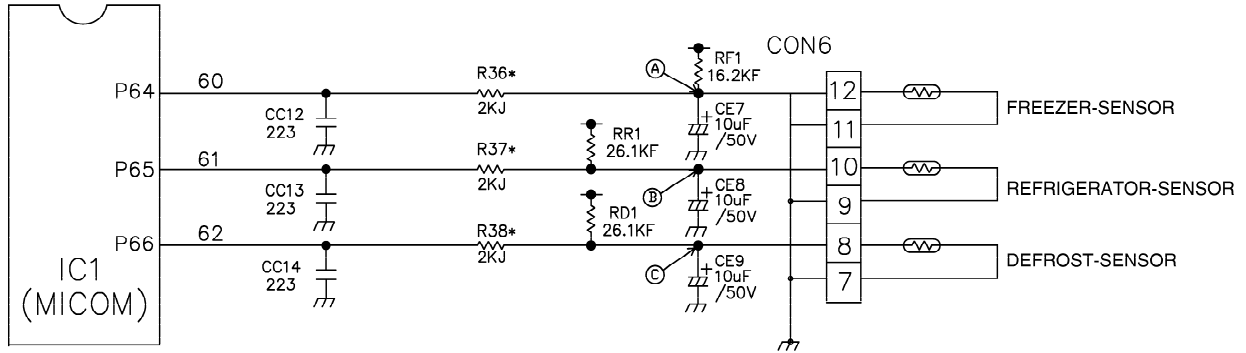 CON6
P64
60
R36*
2KJ
A
RF1
16.2KF
12
FREEZER-SENSOR
CC12
223
CE7
+
10uF
/50V
11
RR1
26.1KF
P65
61
R37*
2KJ
B
10
REFRIGERATOR-SENSOR
CC13
223
CE8
+
10uF
/50V
9
RD1
26.1KF
P66
62
R38*
2KJ
C
8
DEFROST-SENSOR
CC14
223
CE9
+
10uF
/50V
7
IC1
(MICOM)